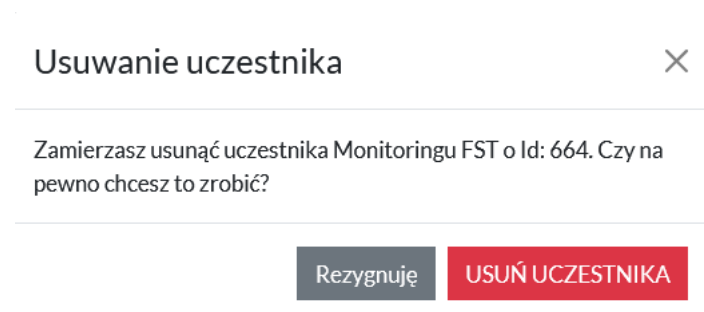 Usuwanie uczestnika
Zamierzasz usunąć uczestnika Monitoringu FST o Id: 664. Czy na
pewno chcesz to zrobić?
Rezygnuję USUŃ UCZESTNIKA